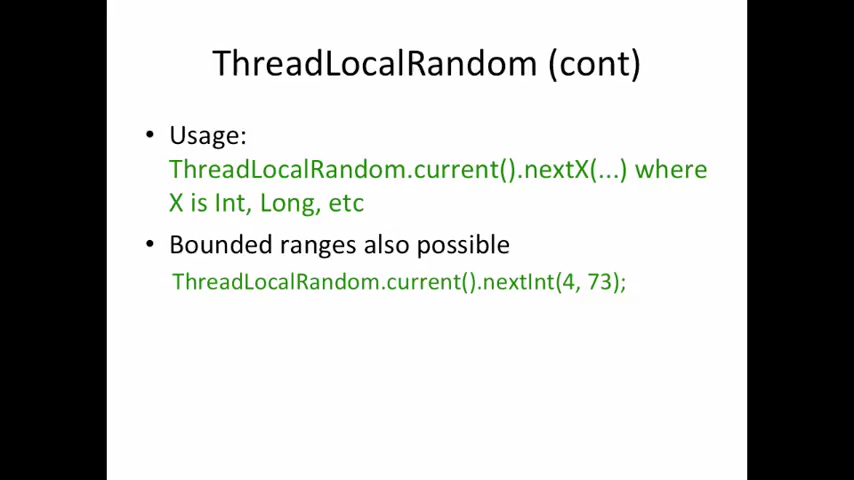 ThreadLocalRandom (cont)
• Usage:
ThreadLocalRandom.current().nextX(...) where
X is Int, Long, etc
• Bounded ranges also possible
ThreadLocalRandom.current().nextInt(4, 73);